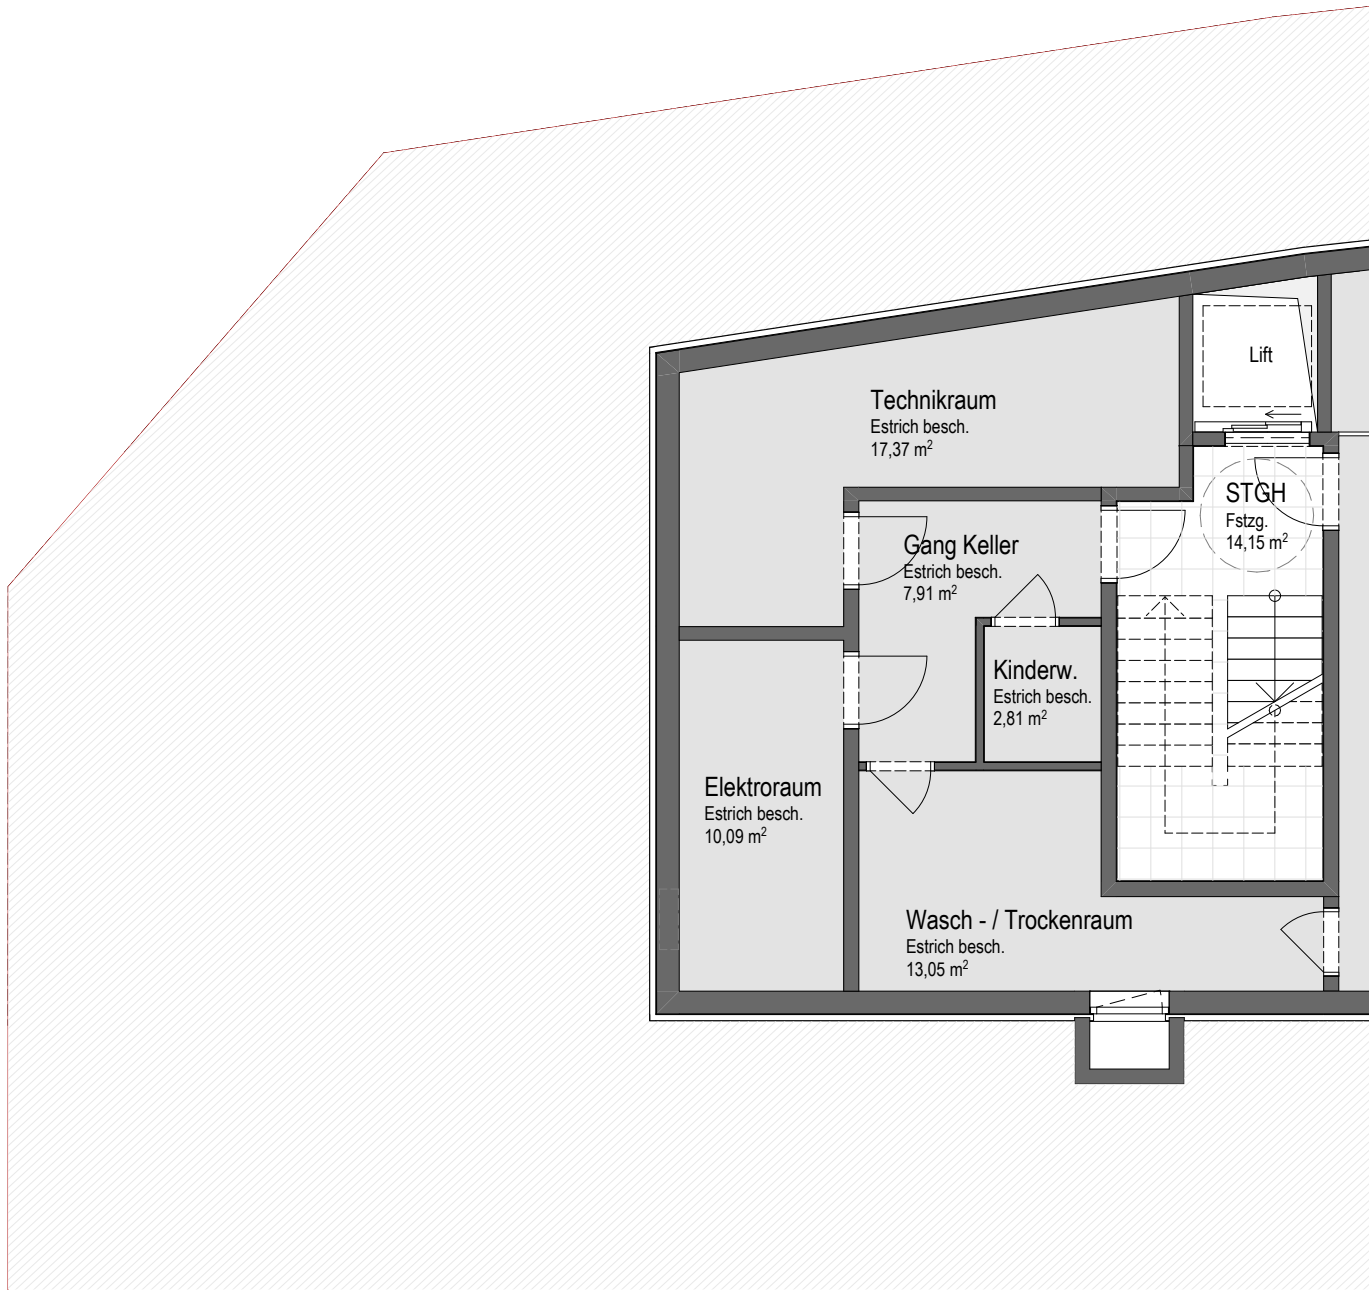 Lift
Technikraum
Estrich besch.
17,37 m²
STGH
Fstzg.
14,15 m²
Gang Keller
Estrich besch.
7,91 m²
Kinderw.
Estrich besch.
2,81 m²
Elektroraum
Estrich besch.
10,09 m²
Wasch - / Trockenraum
Estrich besch.
13,05 m²